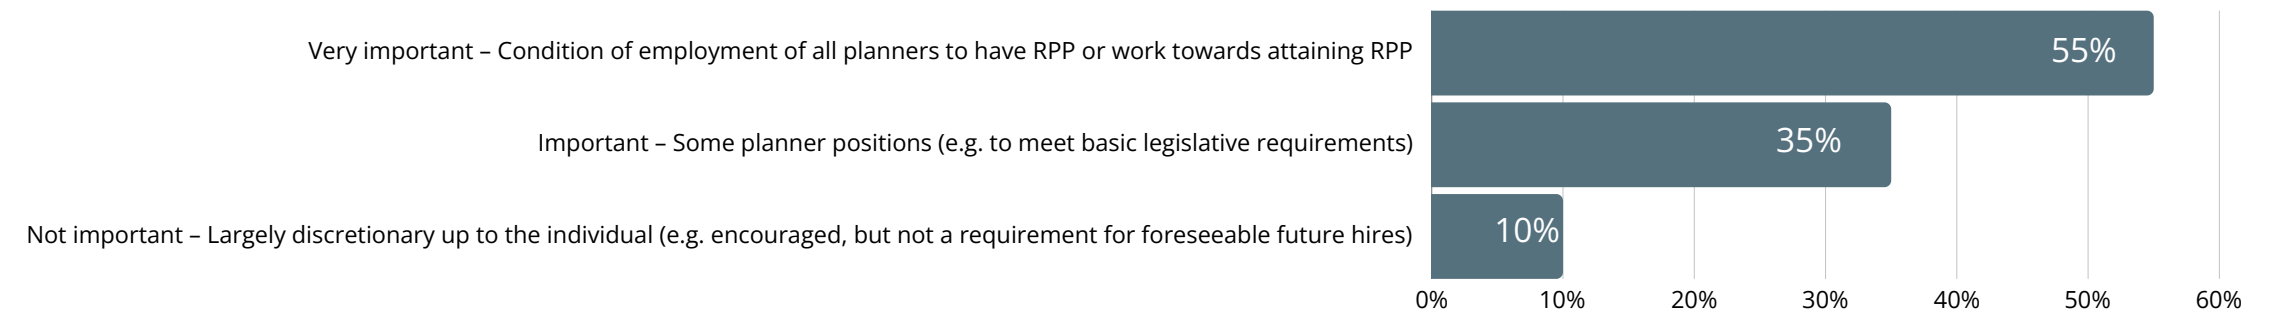 Very important – Condition of employment of all planners to have RPP or work towards attaining RPP
55%
Important – Some planner positions (e.g. to meet basic legislative requirements)
35%
Not important – Largely discretionary up to the individual (e.g. encouraged, but not a requirement for foreseeable future hires)
10%
0% 10% 20% 30% 40% 50% 60%